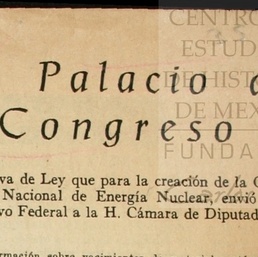 CENTRO
ESTUD
DE HIST
DE MEX
FUNDA
Palacio
Congreso
va de Ley que para la creación de la C
Nacional de Energía Nuclear, envió
vo Federal a la H. Cámara de Diputad